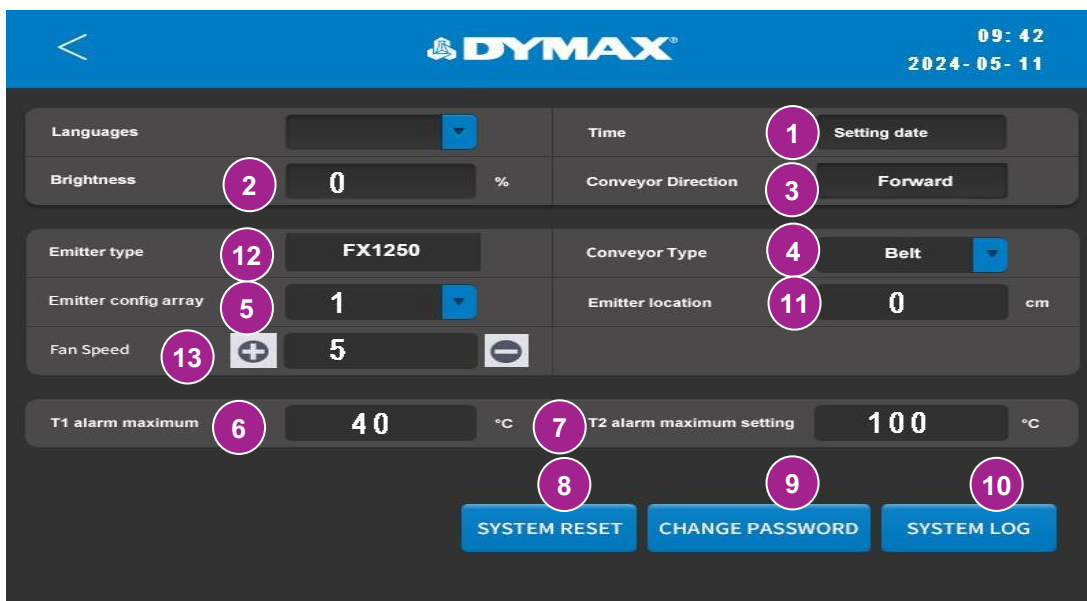 DYMAX
09:42
2024-05-11
Languages
Time 1 Setting date
Brightness 2 0 %
Conveyor Direction 3 Forward
Emitter type 12 FX1250
Conveyor Type 4 Belt
Emitter config array 5 1
Emitter location 11 0 cm
Fan Speed 13 5
T1 alarm maximum 6 40 °C
7 T2 alarm maximum setting 100 °C
8 9 10
SYSTEM RESET CHANGE PASSWORD SYSTEM LOG